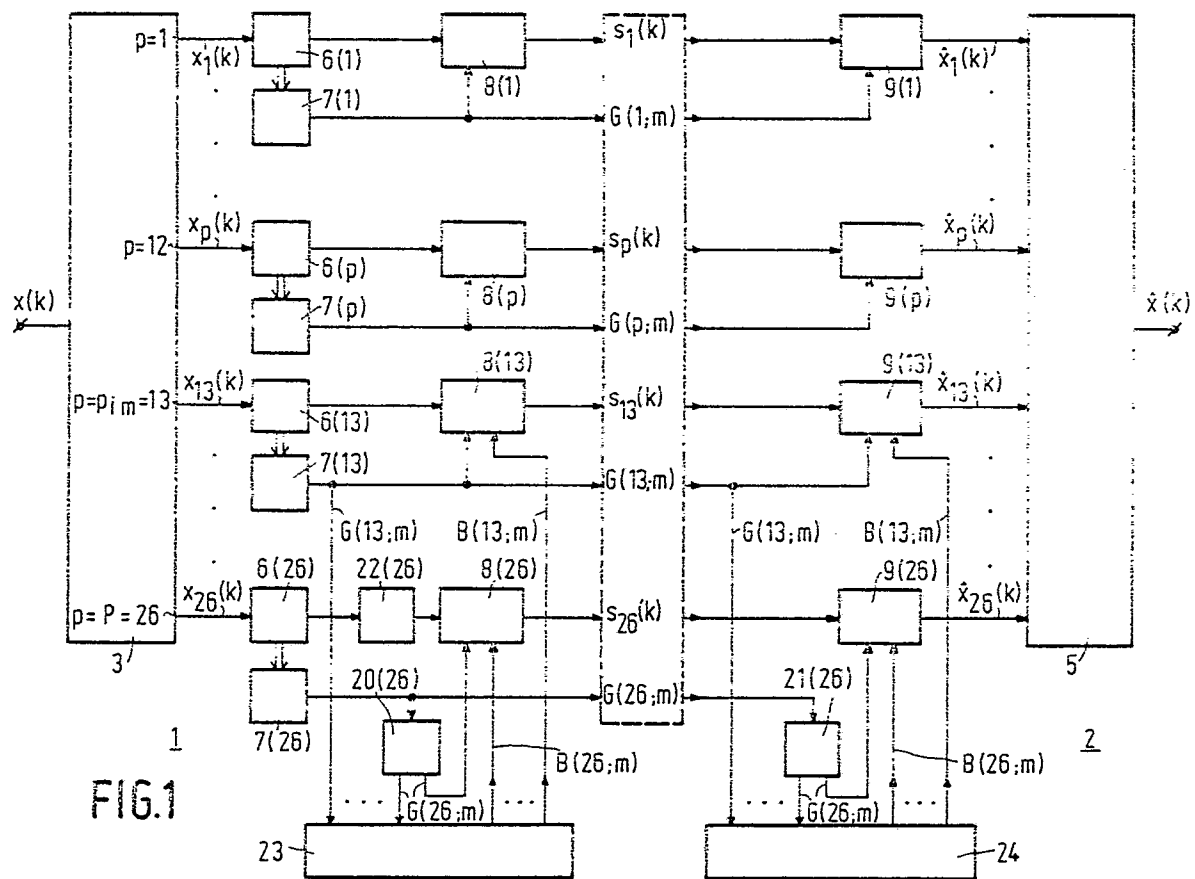 p=1
x1(k)
6(1)
8(1)
s1(k)
9(1)
x̂1(k)
7(1)
G(1;m)
p=12
xp(k)
6(p)
8(p)
sp(k)
9(p)
x̂p(k)
x(k)
7(p)
G(p;m)
x̂(k)
p=pim=13
x13(k)
6(13)
8(13)
s13(k)
9(13)
x̂13(k)
7(13)
G(13;m)
G(13;m)
B(13;m)
G(13;m)
B(13;m)
p=P=26
x26(k)
6(26)
22(26)
8(26)
s26(k)
9(26)
x̂26(k)
3
5
20(26)
G(26;m)
21(26)
1
7(26)
2
B(26;m)
B(26;m)
FIG.1
G(26;m)
G(26;m)
23
24